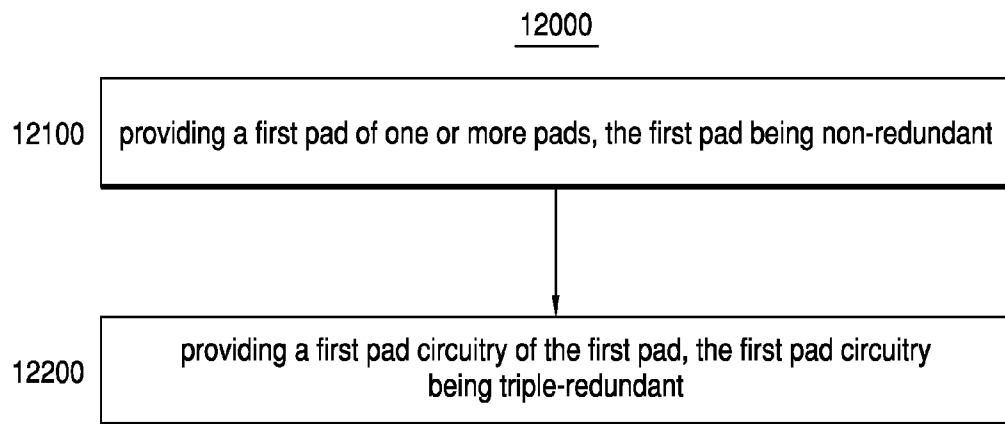 12000
12100
providing a first pad of one or more pads, the first pad being non-redundant
12200
providing a first pad circuitry of the first pad, the first pad circuitry
being triple-redundant